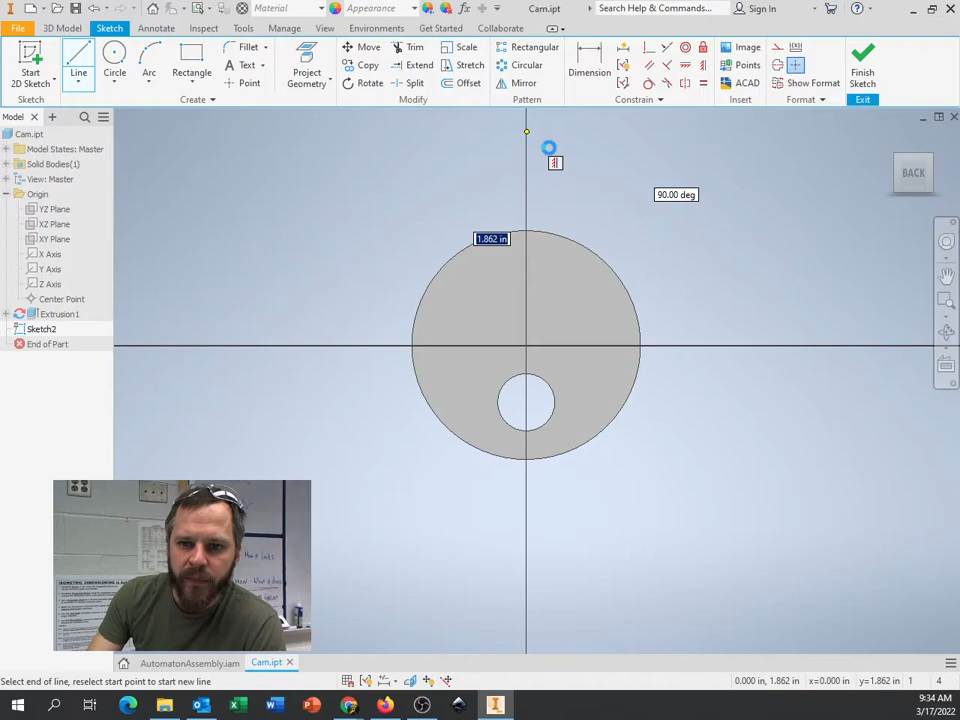 Material
Appearance
Cam.ipt
Search Help & Commands...
Sign In
File
3D Model
Sketch
Annotate
Inspect
Tools
Manage
View
Environments
Get Started
Collaborate
Start
2D Sketch
Line
Circle
Arc
Rectangle
Fillet
Text
Point
Project
Geometry
Move
Copy
Rotate
Trim
Extend
Split
Scale
Stretch
Offset
Rectangular
Circular
Mirror
Dimension
Image
Points
ACAD
Show Format
Finish
Sketch
Sketch
Create
Modify
Pattern
Constrain
Insert
Format
Exit
Model
Cam.ipt
Model States: Master
Solid Bodies(1)
View: Master
Origin
YZ Plane
XZ Plane
XY Plane
X Axis
Y Axis
Z Axis
Center Point
Extrusion1
Sketch2
End of Part
BACK
90.00 deg
1.862 in
AutomatonAssembly.iam
Cam.ipt
Select end of line, reselect start point to start new line
0.000 in, 1.862 in
x=0.000 in
y=1.862 in
1
4
9:34 AM
3/17/2022